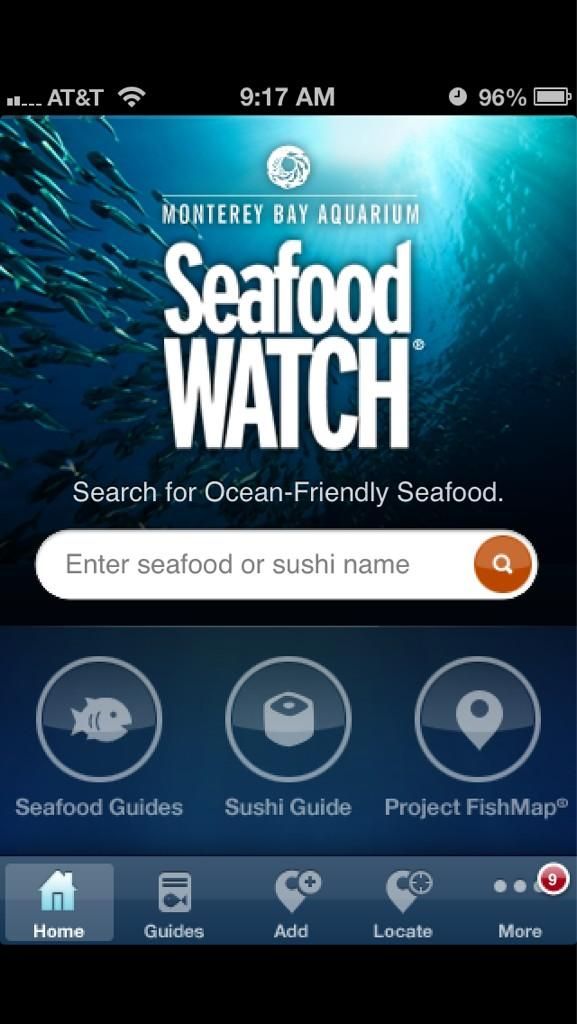 AT&T 9:17 AM 96%
MONTEREY BAY AQUARIUM
Seafood
WATCH®
Search for Ocean-Friendly Seafood.
Enter seafood or sushi name
Seafood Guides Sushi Guide Project FishMap®
9
Home Guides Add Locate More